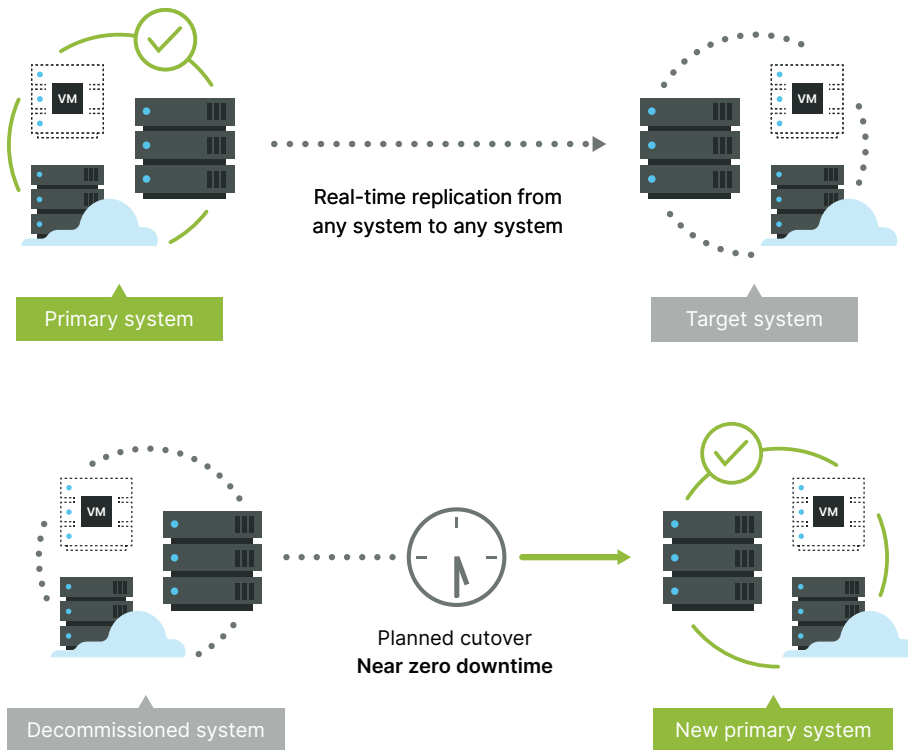 VM
VM
Real-time replication from
any system to any system
Primary system
Target system
VM
VM
Planned cutover
Near zero downtime
Decommissioned system
New primary system